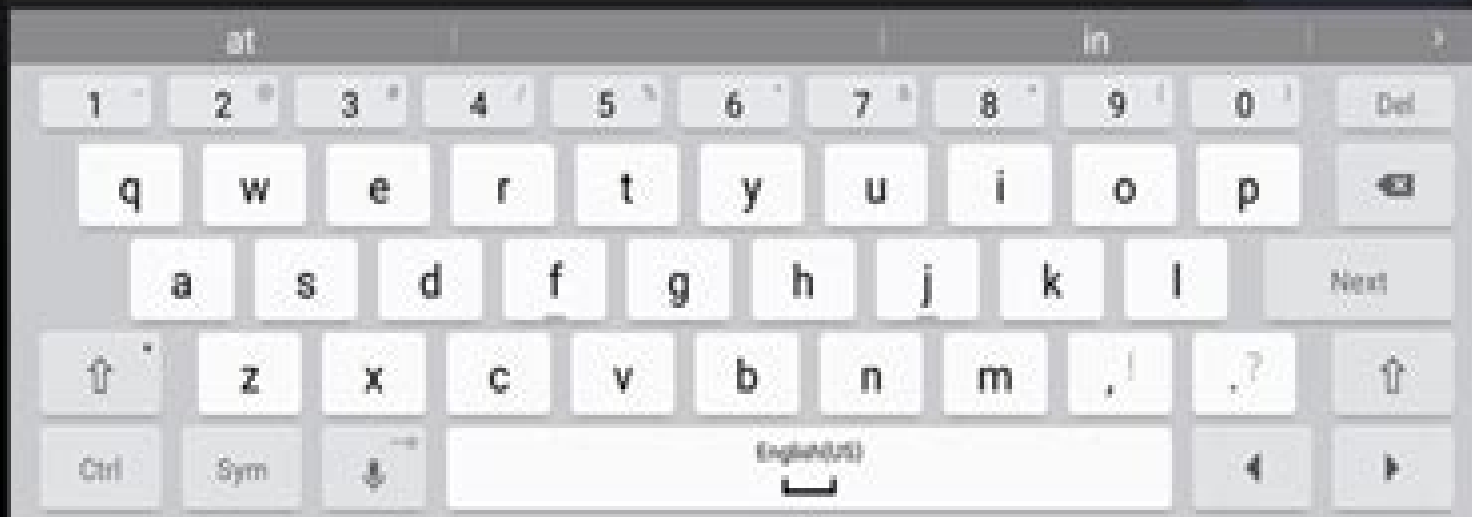 at in
1 2 @ 3 # 4 / 5 % 6 ^ 7 & 8 * 9 ( 0 ) Del
q w e r t y u i o p
a s d f g h j k l Next
z x c v b n m , ! . ?
Ctrl Sym English(US)